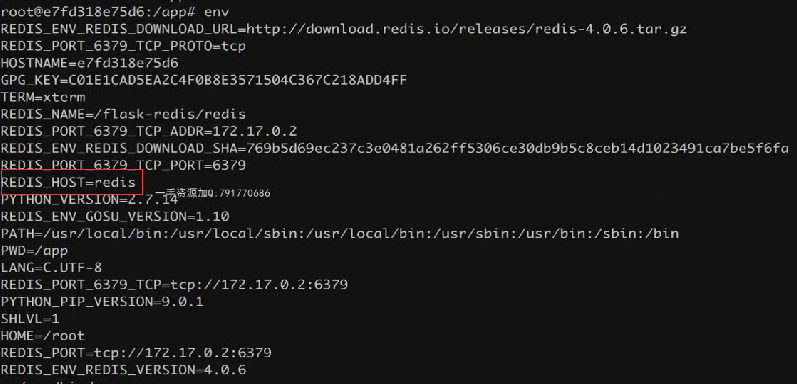 root@e7fd318e75d6:/app# env
REDIS_ENV_REDIS_DOWNLOAD_URL=http://download.redis.io/releases/redis-4.0.6.tar.gz
REDIS_PORT_6379_TCP_PROTO=tcp
HOSTNAME=e7fd318e75d6
GPG_KEY=C01E1CAD5EA2C4F0B8E3571504C367C218ADD4FF
TERM=xterm
REDIS_NAME=/flask-redis/redis
REDIS_PORT_6379_TCP_ADDR=172.17.0.2
REDIS_ENV_REDIS_DOWNLOAD_SHA=769b5d69ec237c3e0481a262ff5306ce30db9b5c8ceb14d1023491ca7be5f6fa
REDIS_PORT_6379_TCP_PORT=6379
REDIS_HOST=redis
一手资源加Q:791770686
PYTHON_VERSION=2.7.14
REDIS_ENV_GOSU_VERSION=1.10
PATH=/usr/local/bin:/usr/local/sbin:/usr/local/bin:/usr/sbin:/usr/bin:/sbin:/bin
PWD=/app
LANG=C.UTF-8
REDIS_PORT_6379_TCP=tcp://172.17.0.2:6379
PYTHON_PIP_VERSION=9.0.1
SHLVL=1
HOME=/root
REDIS_PORT=tcp://172.17.0.2:6379
REDIS_ENV_REDIS_VERSION=4.0.6